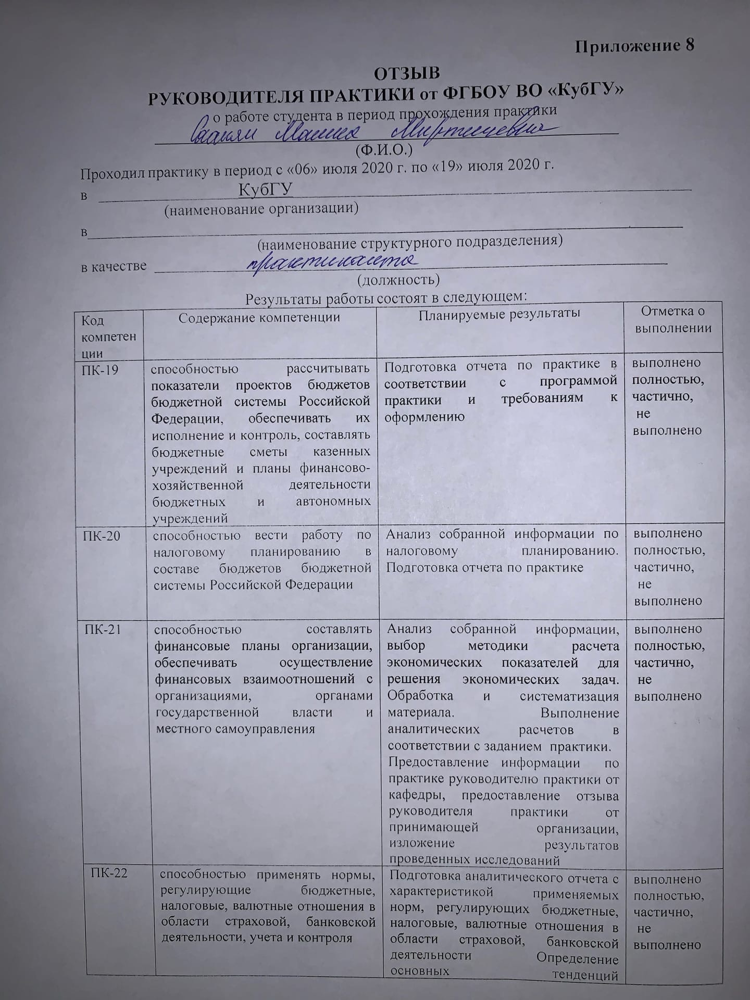 Приложение 8
ОТЗЫВ
РУКОВОДИТЕЛЯ ПРАКТИКИ от ФГБОУ ВО «КубГУ»
о работе студента в период прохождения практики
(Ф.И.О.)
Проходил практику в период с «06» июля 2020 г. по «19» июля 2020 г.
в КубГУ
(наименование организации)
в
(наименование структурного подразделения)
в качестве практиканта
(должность)
Результаты работы состоят в следующем:
Код
компетен
ции
Содержание компетенции
Планируемые результаты
Отметка о
выполнении
ПК-19
способностью рассчитывать
показатели проектов бюджетов
бюджетной системы Российской
Федерации, обеспечивать их
исполнение и контроль, составлять
бюджетные сметы казенных
учреждений и планы финансово-
хозяйственной деятельности
бюджетных и автономных
учреждений
Подготовка отчета по практике в
соответствии с программой
практики и требованиям к
оформлению
выполнено
полностью,
частично,
не
выполнено
ПК-20
способностью вести работу по
налоговому планированию в
составе бюджетов бюджетной
системы Российской Федерации
Анализ собранной информации по
налоговому планированию.
Подготовка отчета по практике
выполнено
полностью,
частично,
не
выполнено
ПК-21
способностью составлять
финансовые планы организации,
обеспечивать осуществление
финансовых взаимоотношений с
организациями, органами
государственной власти и
местного самоуправления
Анализ собранной информации,
выбор методики расчета
экономических показателей для
решения экономических задач.
Обработка и систематизация
материала. Выполнение
аналитических расчетов в
соответствии с заданием практики.
Предоставление информации по
практике руководителю практики от
кафедры, предоставление отзыва
руководителя практики от
принимающей организации,
изложение результатов
проведенных исследований
выполнено
полностью,
частично,
не
выполнено
ПК-22
способностью применять нормы,
регулирующие бюджетные,
налоговые, валютные отношения в
области страховой, банковской
деятельности, учета и контроля
Подготовка аналитического отчета с
характеристикой применяемых
норм, регулирующих бюджетные,
налоговые, валютные отношения в
области страховой, банковской
деятельности Определение
основных тенденций
выполнено
полностью,
частично,
не
выполнено